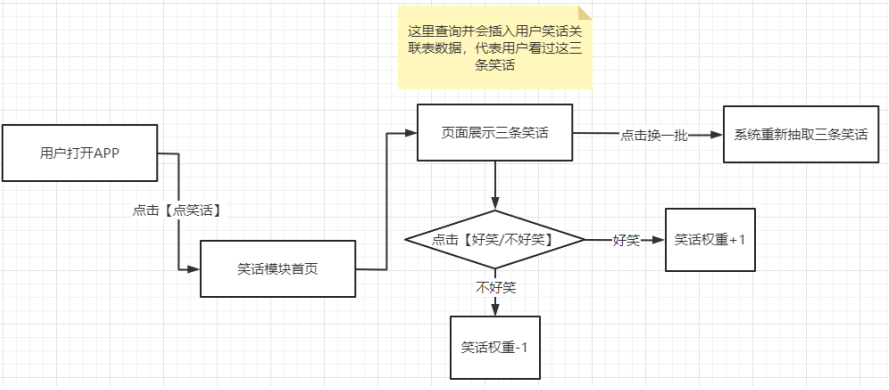 这里查询并会插入用户笑话关
联表数据，代表用户看过这三
条笑话
用户打开APP
点击【点笑话】
笑话模块首页
页面展示三条笑话
点击换一批
系统重新抽取三条笑话
点击【好笑/不好笑】
好笑
笑话权重+1
不好笑
笑话权重-1